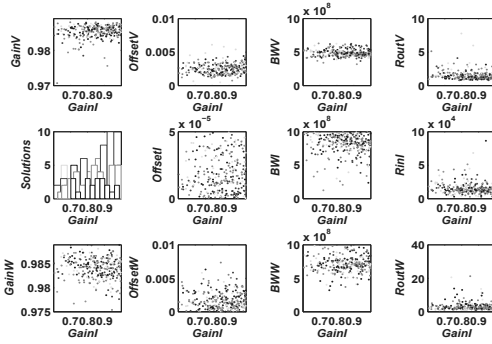 GainV
0.98
0.97
0.70.80.9
GainI
OffsetV
0.01
0.005
0
0.70.80.9
GainI
BWV
x 10^8
10
5
0
0.70.80.9
GainI
RoutV
10
5
0
0.70.80.9
GainI
Solutions
10
5
0
0.70.80.9
GainI
OffsetI
x 10^-5
5
0
0.70.80.9
GainI
BWI
x 10^8
10
5
0
0.70.80.9
GainI
RinI
x 10^4
10
5
0
0.70.80.9
GainI
GainW
0.985
0.98
0.975
0.70.80.9
GainI
OffsetW
0.01
0.005
0
0.70.80.9
GainI
BWW
x 10^8
10
5
0
0.70.80.9
GainI
RoutW
40
20
0
0.70.80.9
GainI